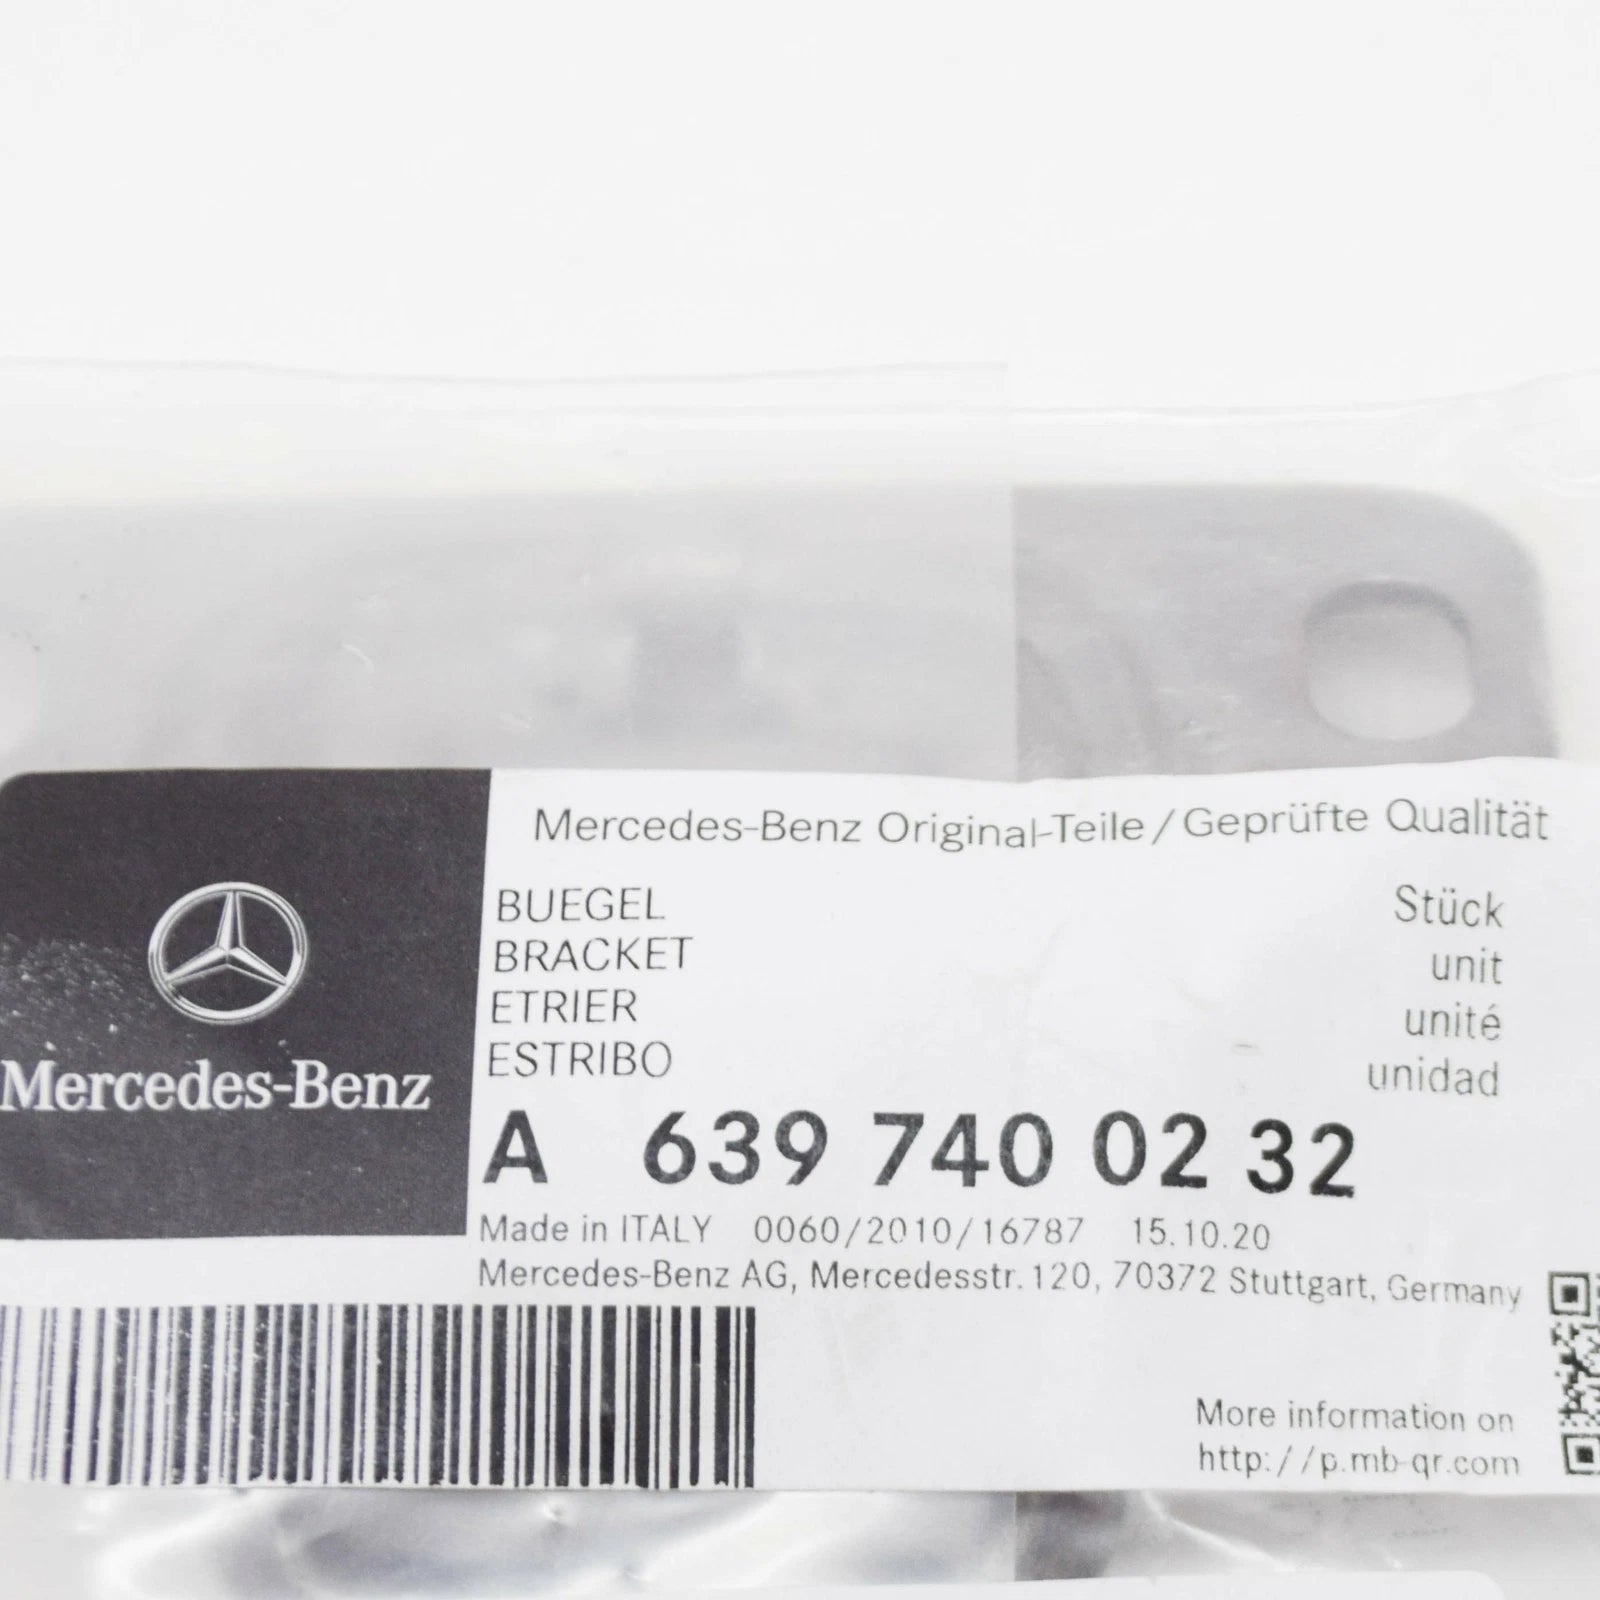 Mercedes-Benz Original-Teile/Geprüfte Qualität
BUEGEL Stück
BRACKET unit
ETRIER unité
ESTRIBO unidad
Mercedes-Benz
A 639 740 02 32
Made in ITALY 0060/2010/16787 15.10.20
Mercedes-Benz AG, Mercedesstr. 120, 70372 Stuttgart, Germany
More information on
http://p.mb-qr.com